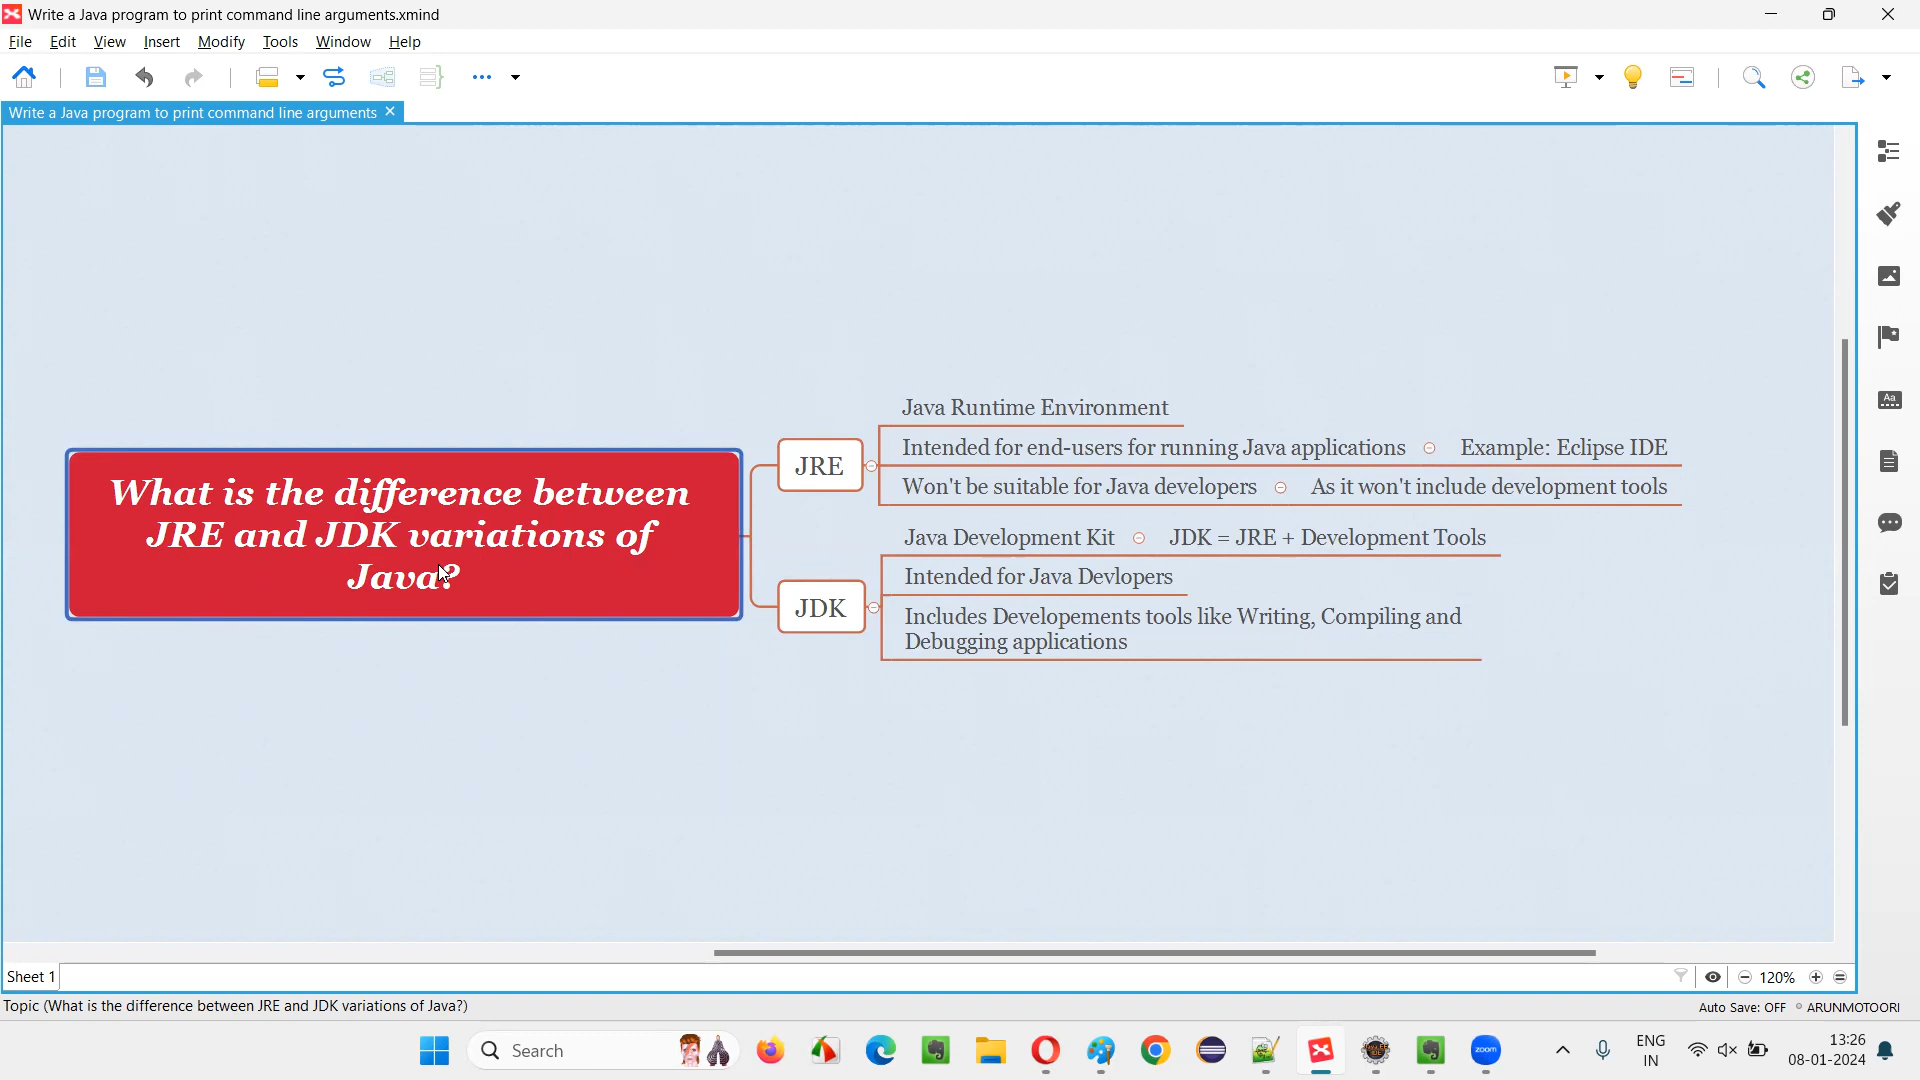 Write a Java program to print command line arguments.xmind
File Edit View Insert Modify Tools Window Help
Write a Java program to print command line arguments
What is the difference between
JRE and JDK variations of
Java?
JRE
Java Runtime Environment
Intended for end-users for running Java applications
Example: Eclipse IDE
Won't be suitable for Java developers
As it won't include development tools
JDK
Java Development Kit
JDK = JRE + Development Tools
Intended for Java Devlopers
Includes Developements tools like Writing, Compiling and
Debugging applications
Aa
Sheet 1
120%
Topic (What is the difference between JRE and JDK variations of Java?)
Auto Save: OFF
ARUNMOTOORI
Search
zoom
ENG
IN
13:26
08-01-2024